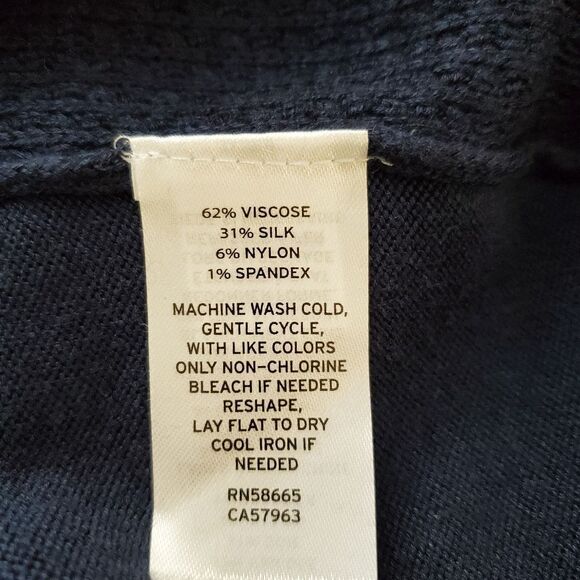 62% VISCOSE
31% SILK
6% NYLON
1% SPANDEX
MACHINE WASH COLD,
GENTLE CYCLE,
WITH LIKE COLORS
ONLY NON-CHLORINE
BLEACH IF NEEDED
RESHAPE,
LAY FLAT TO DRY
COOL IRON IF
NEEDED
RN58665
CA57963